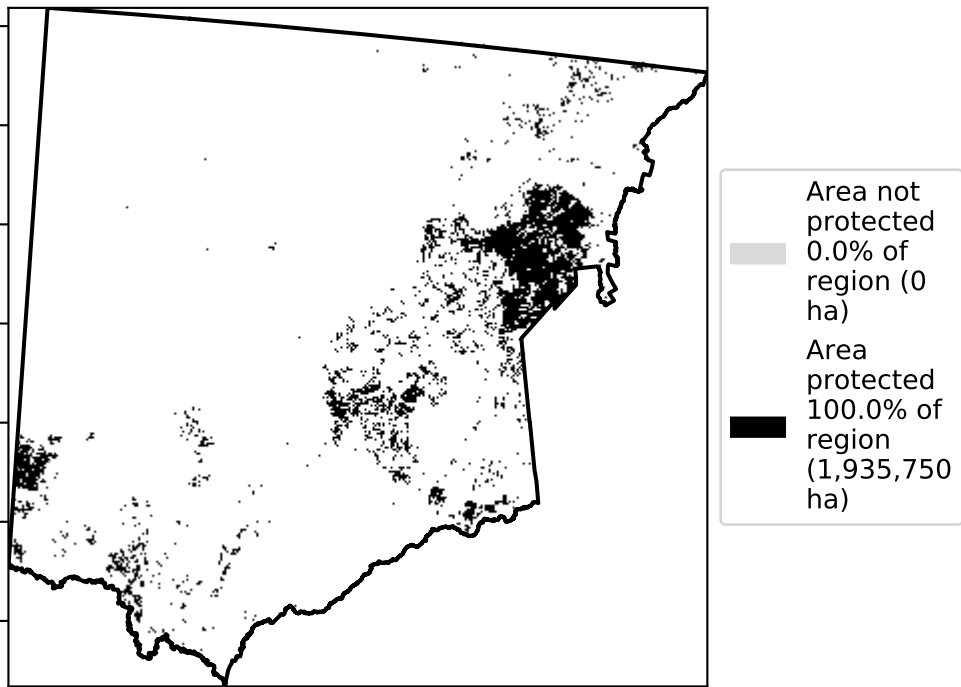 Area not
protected
0.0% of
region (0
ha)
Area
protected
100.0% of
region
(1,935,750
ha)